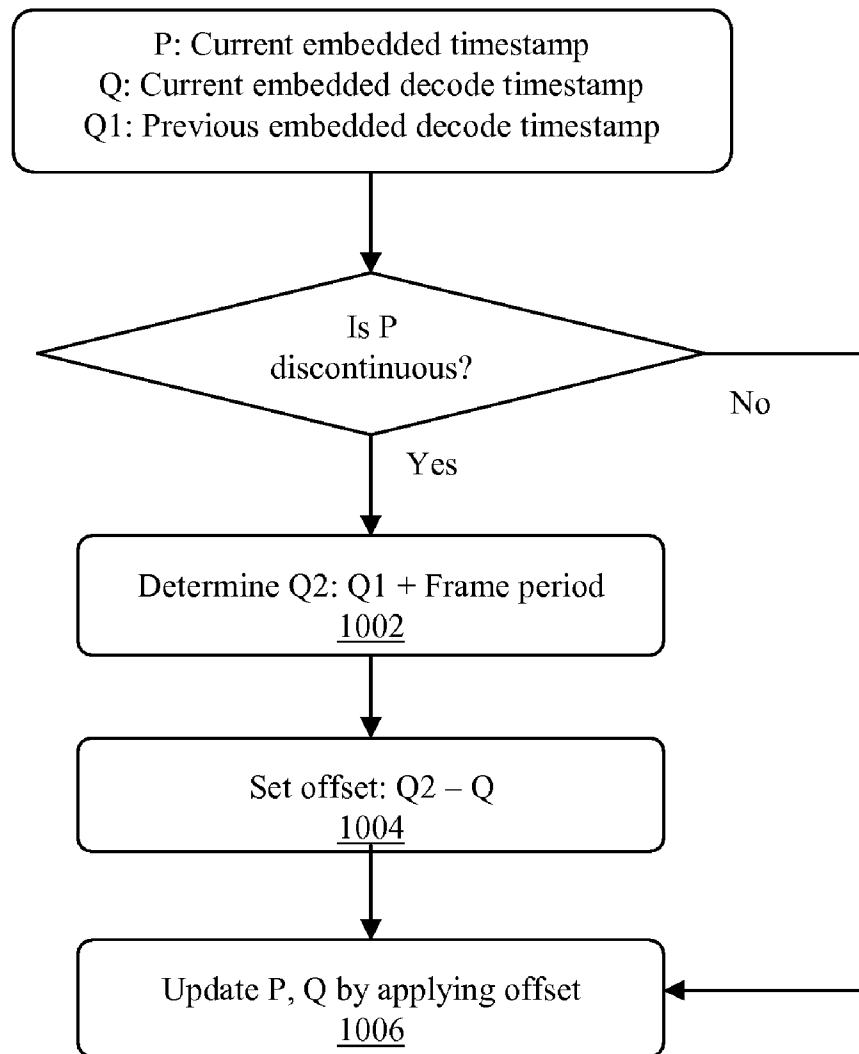 P: Current embedded timestamp
Q: Current embedded decode timestamp
Q1: Previous embedded decode timestamp
Is P
discontinuous?
No
Yes
Determine Q2: Q1 + Frame period
1002
Set offset: Q2 – Q
1004
Update P, Q by applying offset
1006